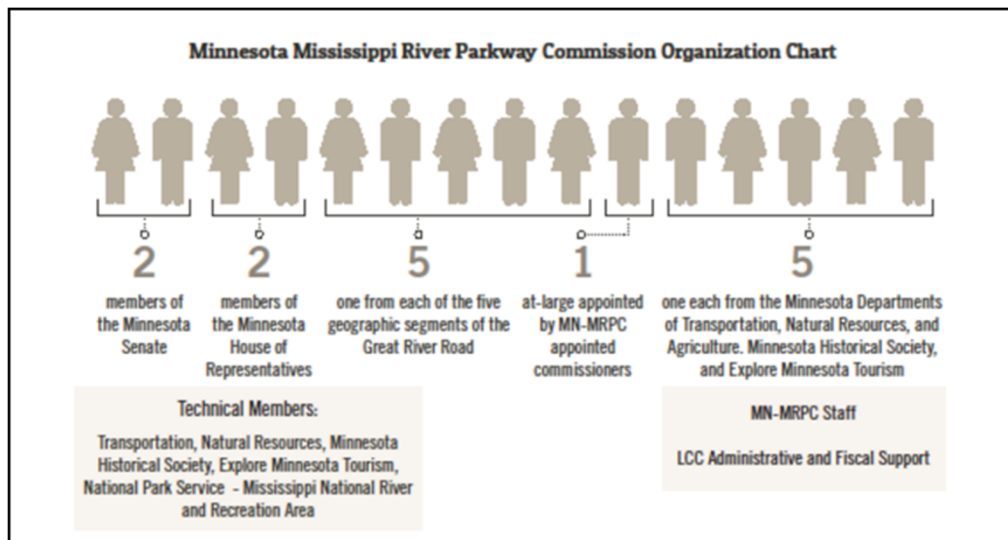 Minnesota Mississippi River Parkway Commission Organization Chart
2
members of
the Minnesota
Senate
2
members of
the Minnesota
House of
Representatives
5
one from each of the five
geographic segments of the
Great River Road
1
at-large appointed
by MN-MRPC
appointed
commissioners
5
one each from the Minnesota Departments
of Transportation, Natural Resources, and
Agriculture. Minnesota Historical Society,
and Explore Minnesota Tourism
Technical Members:
Transportation, Natural Resources, Minnesota
Historical Society, Explore Minnesota Tourism,
National Park Service - Mississippi National River
and Recreation Area
MN-MRPC Staff
LCC Administrative and Fiscal Support